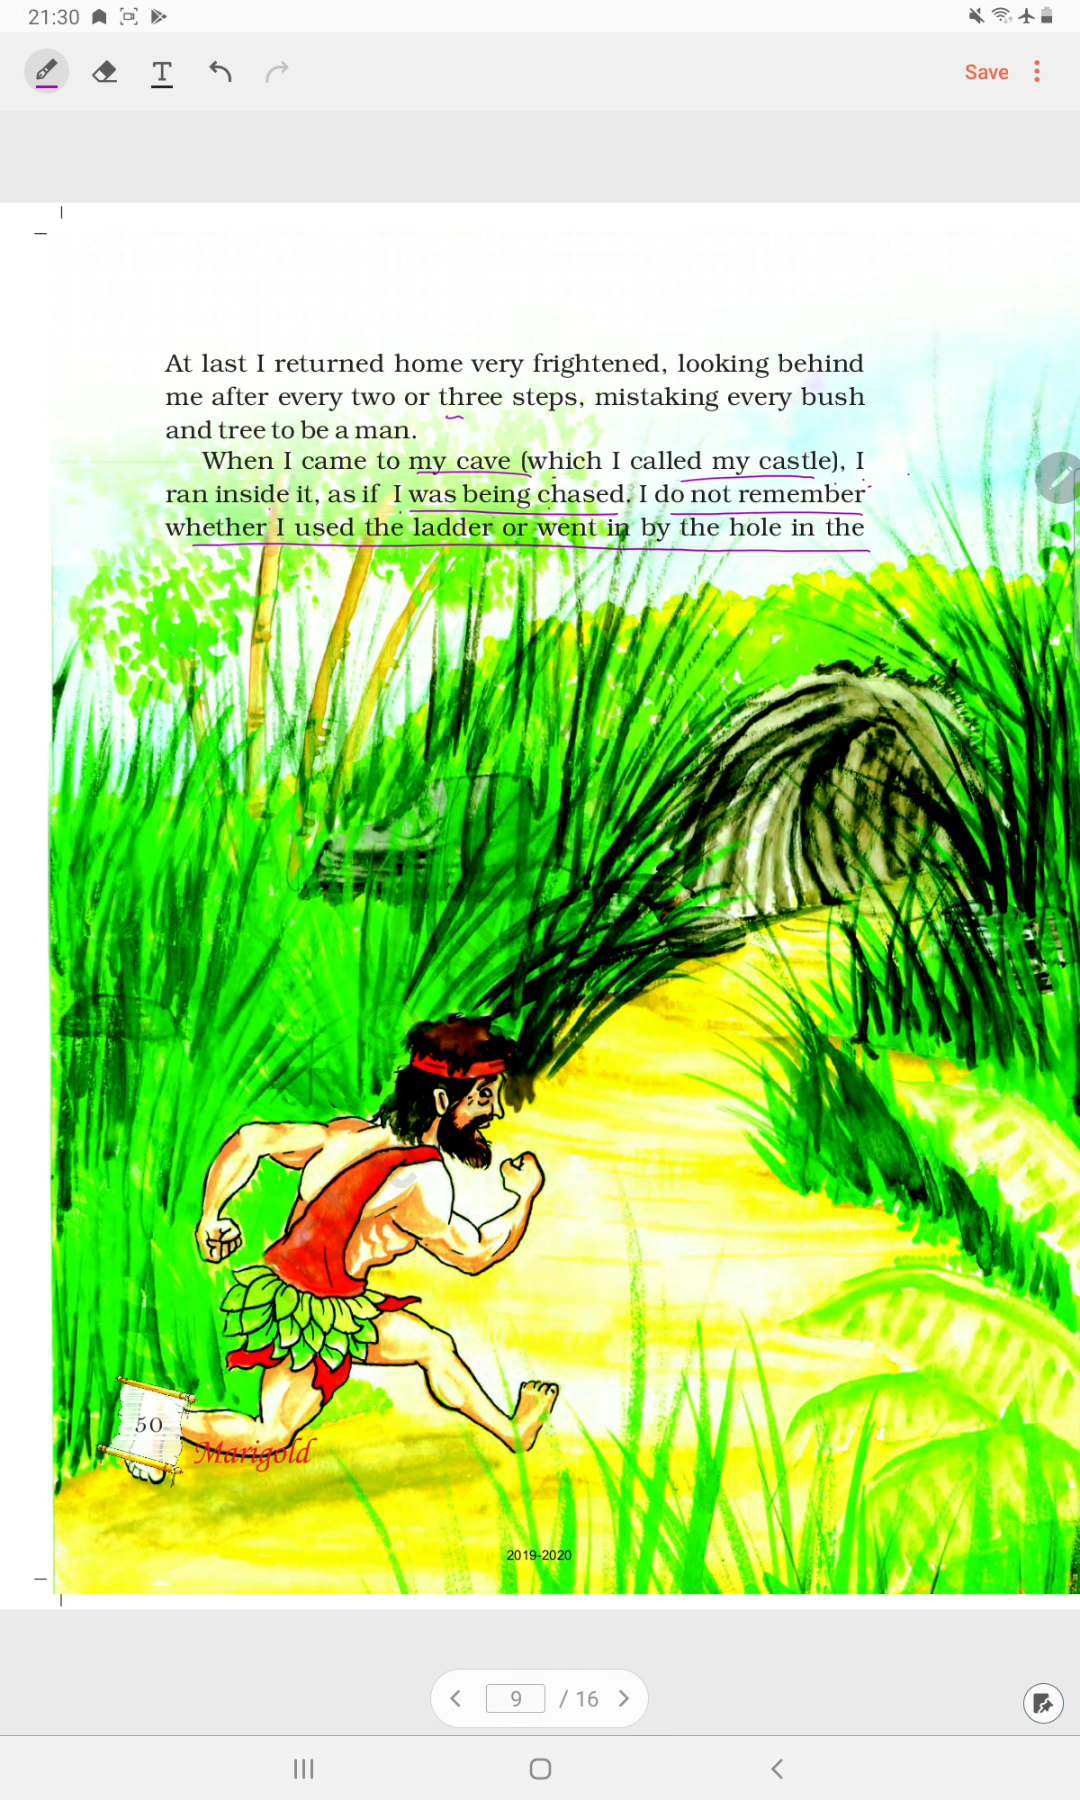 21:30
Save
At last I returned home very frightened, looking behind
me after every two or three steps, mistaking every bush
and tree to be a man.
When I came to my cave (which I called my castle), I
ran inside it, as if I was being chased. I do not remember
whether I used the ladder or went in by the hole in the
50
Marigold
2019-2020
9 / 16